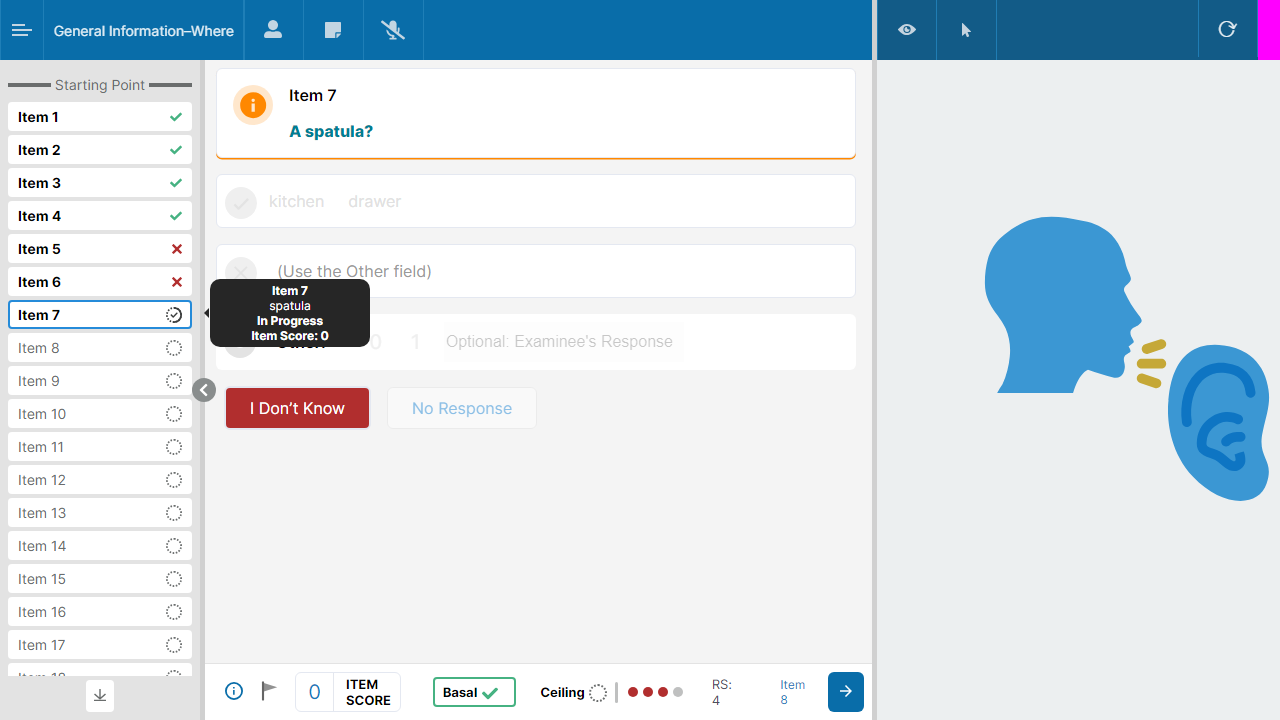 General Information–Where
Starting Point
Item 1
Item 2
Item 3
Item 4
Item 5
Item 6
Item 7
Item 8
Item 9
Item 10
Item 11
Item 12
Item 13
Item 14
Item 15
Item 16
Item 17
Item 18
Item 7
A spatula?
kitchen drawer
(Use the Other field)
Item 7
spatula
In Progress
Item Score: 0
0 1 Optional: Examinee's Response
I Don't Know
No Response
0
ITEM
SCORE
Basal
Ceiling
RS:
4
Item
8